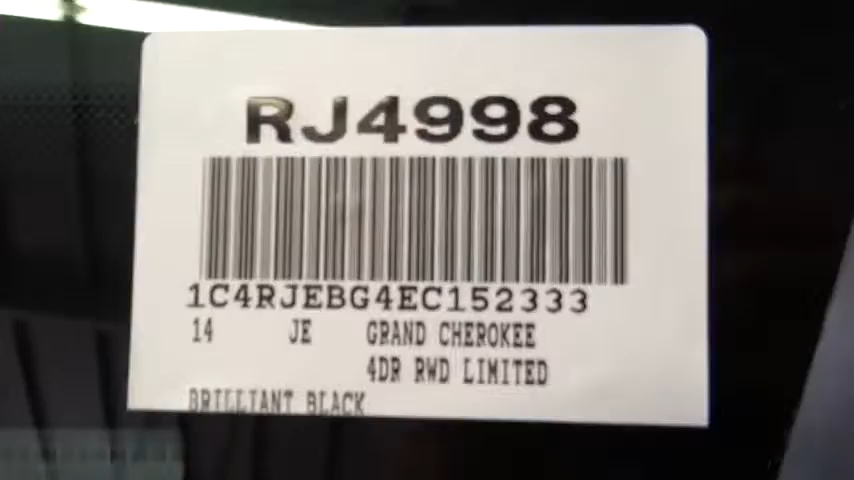 RJ4998
1C4RJEBG4EC152333
14 JE GRAND CHEROKEE
4DR RWD LIMITED
BRILLIANT BLACK